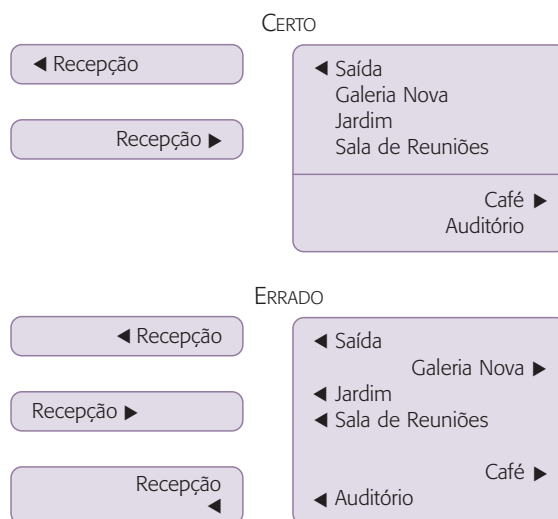 CERTO
◀ Recepção
Recepção ▶
◀ Saída
Galeria Nova
Jardim
Sala de Reuniões
Café ▶
Auditório
ERRADO
◀ Recepção
Recepção ▶
Recepção
◀
◀ Saída
Galeria Nova ▶
◀ Jardim
◀ Sala de Reuniões
Café ▶
◀ Auditório